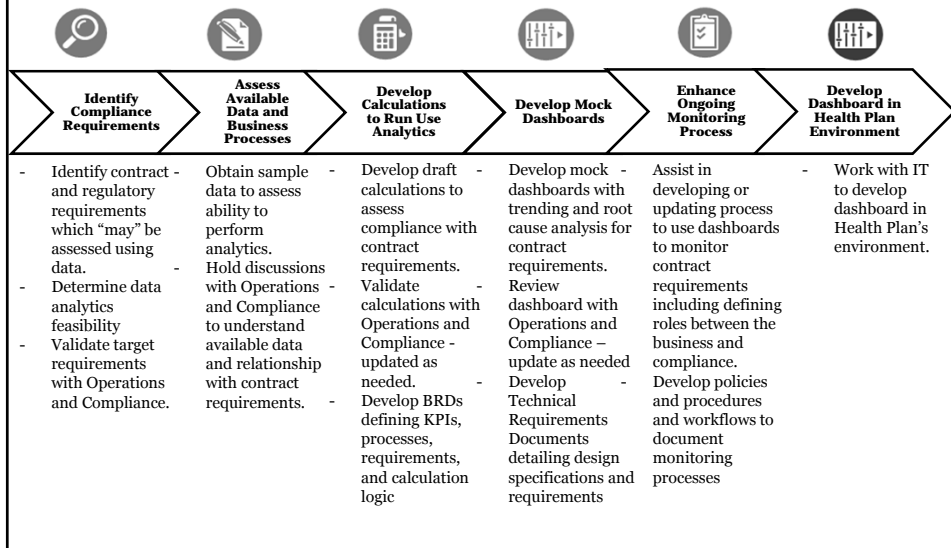 Identify
Compliance
Requirements
Assess
Available
Data and
Business
Processes
Develop
Calculations
to Run Use
Analytics
Develop Mock
Dashboards
Enhance
Ongoing
Monitoring
Process
Develop
Dashboard in
Health Plan
Environment
- Identify contract
and regulatory
requirements
which “may” be
assessed using
data.
- Determine data
analytics
feasibility
- Validate target
requirements
with Operations
and Compliance.
- Obtain sample
data to assess
ability to
perform
analytics.
- Hold discussions
with Operations
and Compliance
to understand
available data
and relationship
with contract
requirements.
- Develop draft
calculations to
assess
compliance with
contract
requirements.
- Validate
calculations with
Operations and
Compliance -
updated as
needed.
- Develop BRDs
defining KPIs,
processes,
requirements,
and calculation
logic
- Develop mock
dashboards with
trending and root
cause analysis for
contract
requirements.
- Review
dashboard with
Operations and
Compliance –
update as needed
- Develop
Technical
Requirements
Documents
detailing design
specifications and
requirements
- Assist in
developing or
updating process
to use dashboards
to monitor
contract
requirements
including defining
roles between the
business and
compliance.
- Develop policies
and procedures
and workflows to
document
monitoring
processes
- Work with IT
to develop
dashboard in
Health Plan’s
environment.